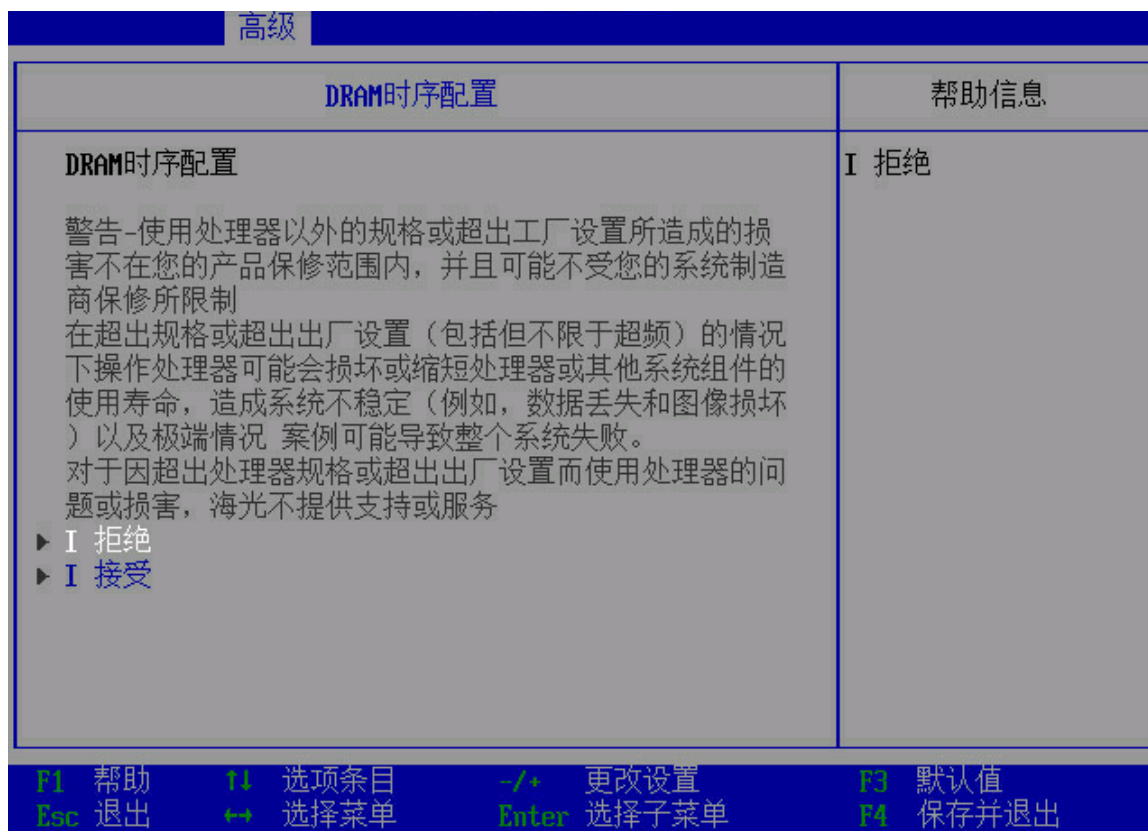 高级
DRAM时序配置
帮助信息
DRAM时序配置
I 拒绝
警告-使用处理器以外的规格或超出工厂设置所造成的损
害不在您的产品保修范围内，并且可能不受您的系统制造
商保修所限制
在超出规格或超出出厂设置（包括但不限于超频）的情况
下操作处理器可能会损坏或缩短处理器或其他系统组件的
使用寿命，造成系统不稳定（例如，数据丢失和图像损坏
）以及极端情况 案例可能导致整个系统失败。
对于因超出处理器规格或超出出厂设置而使用处理器的问
题或损害，海光不提供支持或服务
I 拒绝
I 接受
F1 帮助 ↑↓ 选项条目 -/+ 更改设置 F3 默认值
Esc 退出 ←→ 选择菜单 Enter 选择子菜单 F4 保存并退出